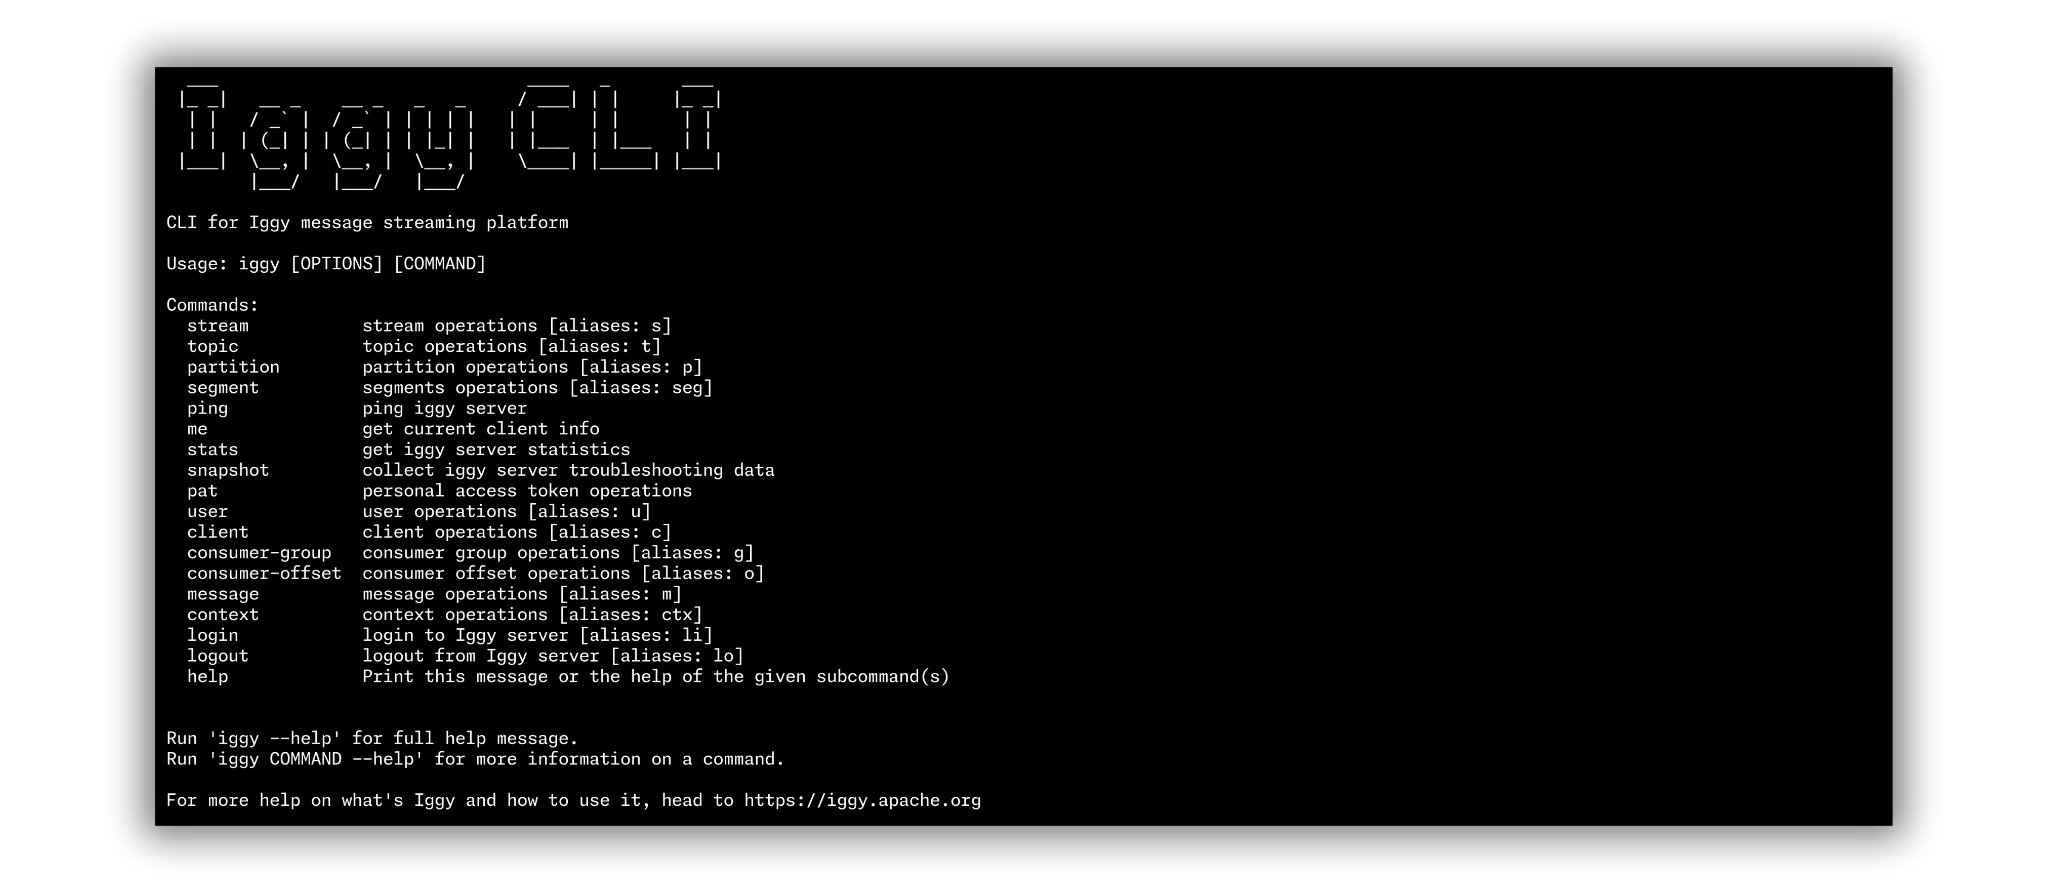 Iggy CLI
CLI for Iggy message streaming platform
Usage: iggy [OPTIONS] [COMMAND]
Commands:
stream stream operations [aliases: s]
topic topic operations [aliases: t]
partition partition operations [aliases: p]
segment segments operations [aliases: seg]
ping ping iggy server
me get current client info
stats get iggy server statistics
snapshot collect iggy server troubleshooting data
pat personal access token operations
user user operations [aliases: u]
client client operations [aliases: c]
consumer-group consumer group operations [aliases: g]
consumer-offset consumer offset operations [aliases: o]
message message operations [aliases: m]
context context operations [aliases: ctx]
login login to Iggy server [aliases: li]
logout logout from Iggy server [aliases: lo]
help Print this message or the help of the given subcommand(s)
Run 'iggy --help' for full help message.
Run 'iggy COMMAND --help' for more information on a command.
For more help on what's Iggy and how to use it, head to https://iggy.apache.org